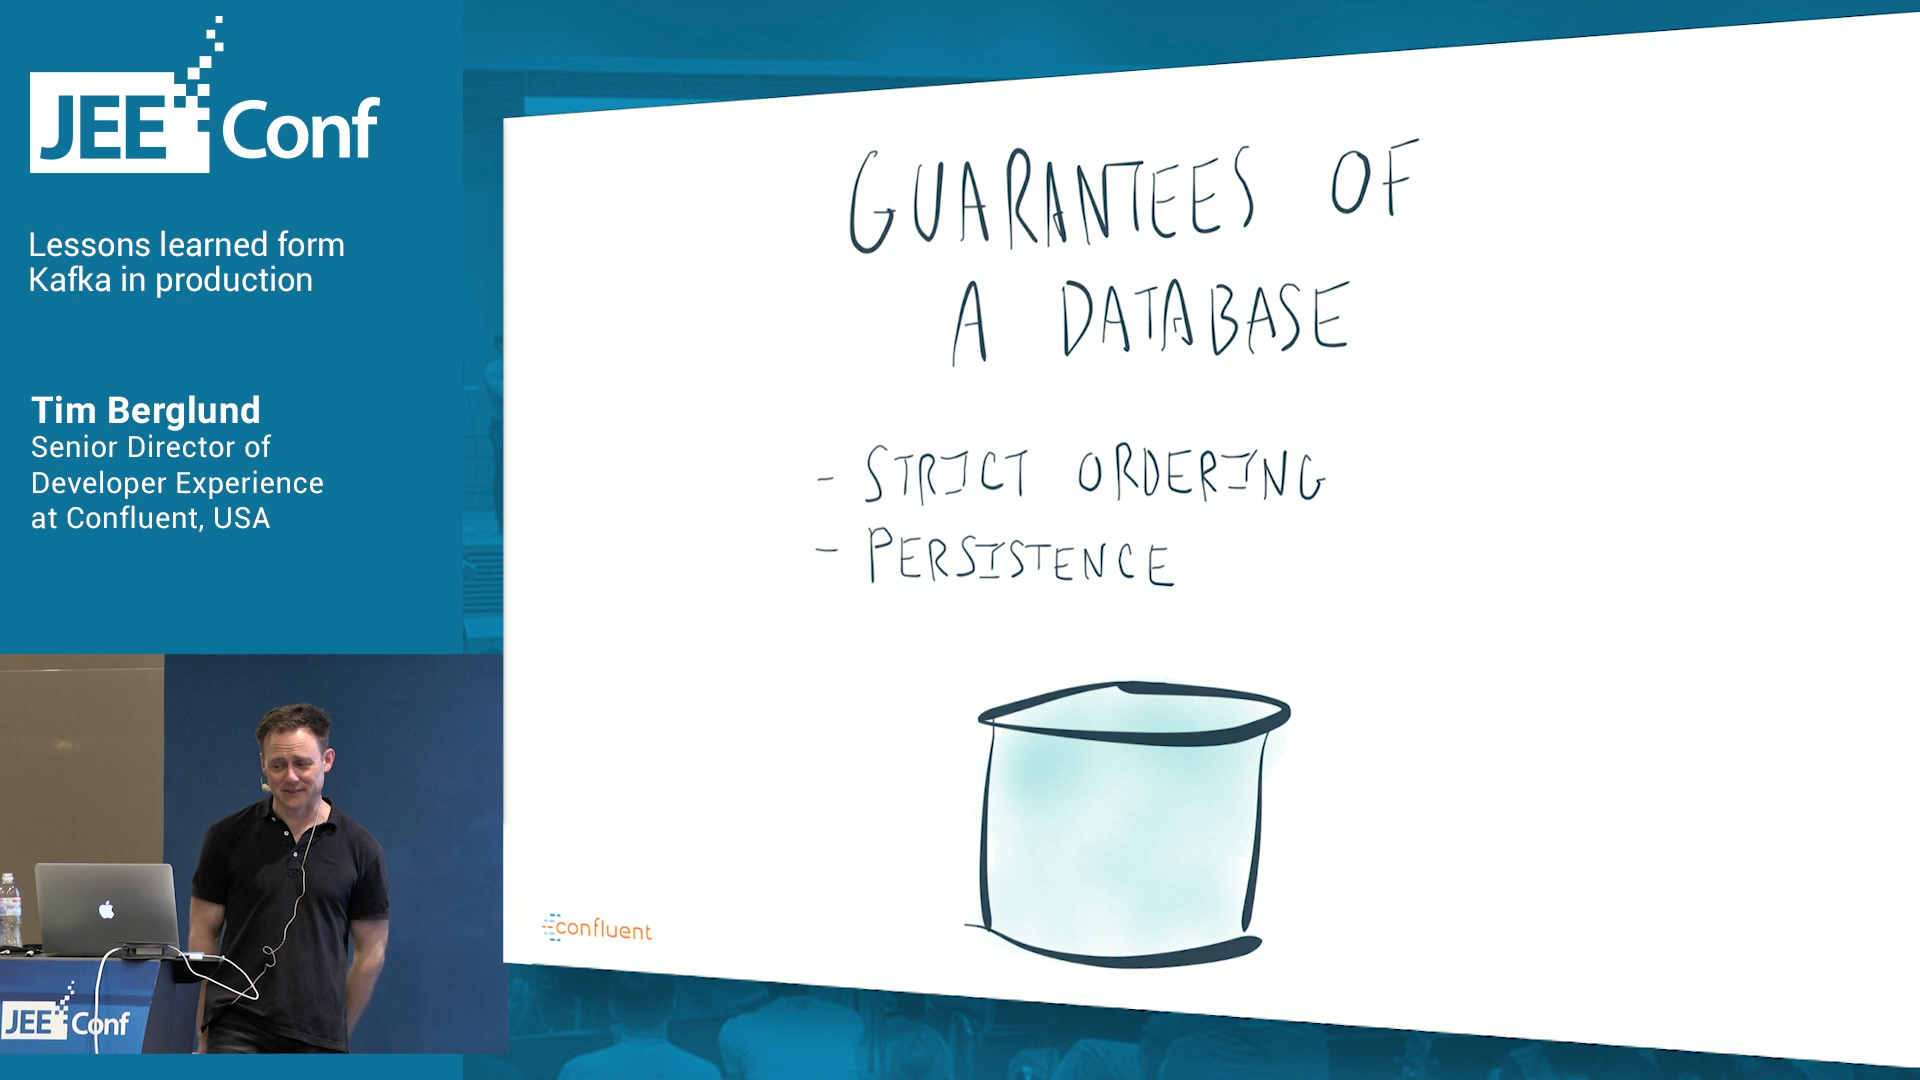 JEE Conf
Lessons learned form
Kafka in production
Tim Berglund
Senior Director of
Developer Experience
at Confluent, USA
GUARANTEES OF
A DATABASE
- STRICT ORDERING
- PERSISTENCE
confluent
JEE Conf